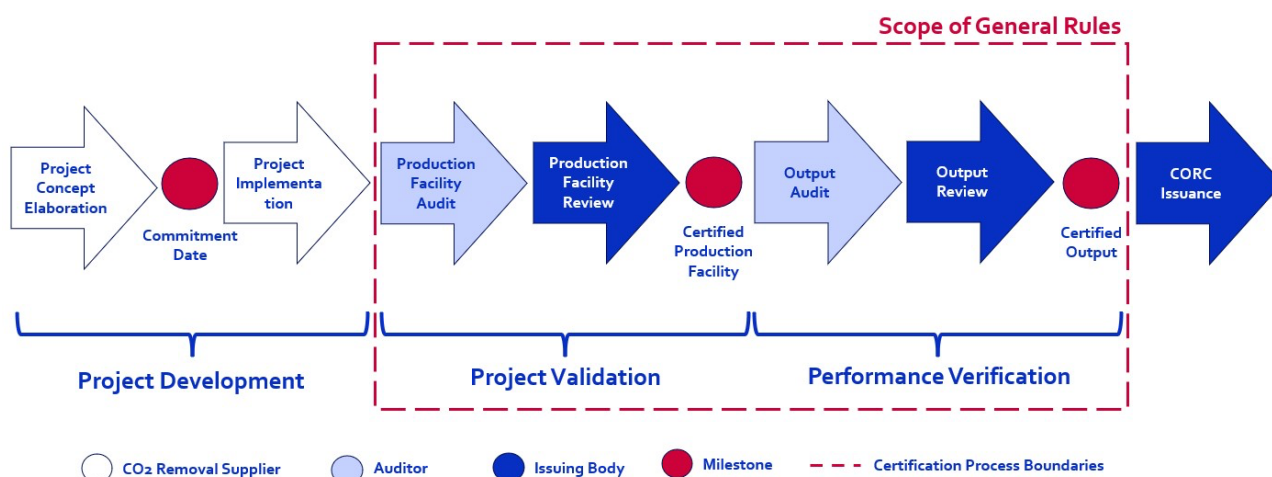 Scope of General Rules
Project
Concept
Elaboration
Commitment
Date
Project
Implementa
tion
Production
Facility
Audit
Production
Facility
Review
Certified
Production
Facility
Output
Audit
Output
Review
Certified
Output
CORC
Issuance
Project Development
Project Validation
Performance Verification
CO2 Removal Supplier
Auditor
Issuing Body
Milestone
Certification Process Boundaries